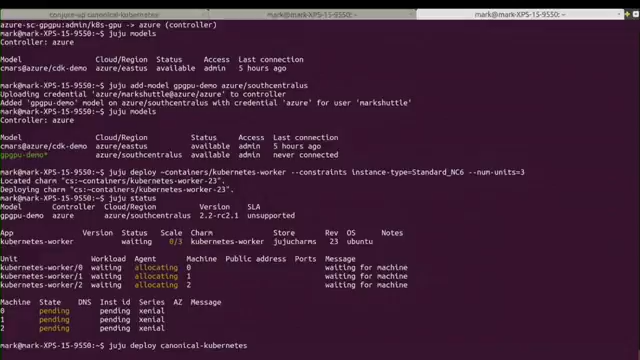 conjure-up canonical-kubernetes mark@mark-XPS-15-9550: ~ mark@mark-XPS-15-9550: ~
azure-sc-gpgpu:admin/k8s-gpu -> azure (controller)
mark@mark-XPS-15-9550:~$ juju models
Controller: azure
Model Cloud/Region Status Access Last connection
cmars@azure/cdk-demo azure/eastus available admin 5 hours ago
mark@mark-XPS-15-9550:~$ juju add-model gpgpu-demo azure/southcentralus
Uploading credential 'azure/markshuttle@azure/azure' to controller
Added 'gpgpu-demo' model on azure/southcentralus with credential 'azure' for user 'markshuttle'
mark@mark-XPS-15-9550:~$ juju models
Controller: azure
Model Cloud/Region Status Access Last connection
cmars@azure/cdk-demo azure/eastus available admin 5 hours ago
gpgpu-demo* azure/southcentralus available admin never connected
mark@mark-XPS-15-9550:~$ juju deploy ~containers/kubernetes-worker --constraints instance-type=Standard_NC6 --num-units=3
Located charm "cs:~containers/kubernetes-worker-23".
Deploying charm "cs:~containers/kubernetes-worker-23".
mark@mark-XPS-15-9550:~$ juju status
Model Controller Cloud/Region Version SLA
gpgpu-demo azure azure/southcentralus 2.2-rc2.1 unsupported
App Version Status Scale Charm Store Rev OS Notes
kubernetes-worker waiting 0/3 kubernetes-worker jujucharms 23 ubuntu
Unit Workload Agent Machine Public address Ports Message
kubernetes-worker/0 waiting allocating 0 waiting for machine
kubernetes-worker/1 waiting allocating 1 waiting for machine
kubernetes-worker/2 waiting allocating 2 waiting for machine
Machine State DNS Inst id Series AZ Message
0 pending pending xenial
1 pending pending xenial
2 pending pending xenial
mark@mark-XPS-15-9550:~$ juju deploy canonical-kubernetes